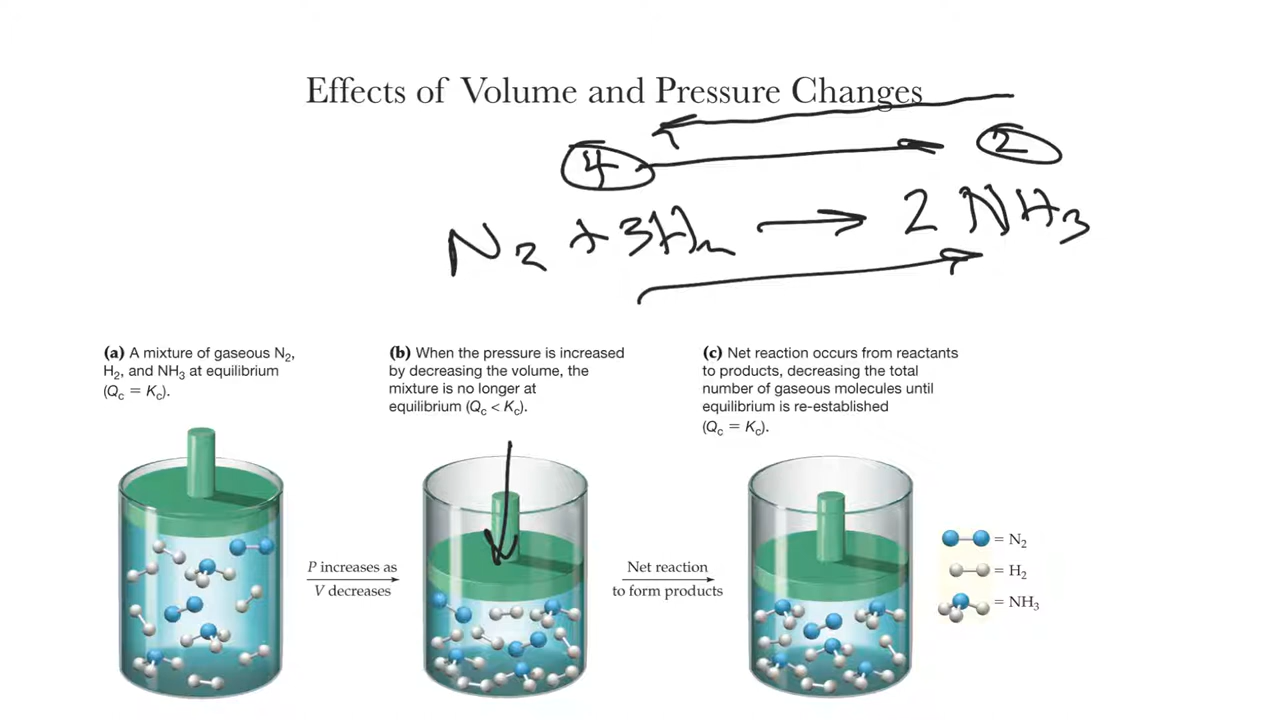 Effects of Volume and Pressure Changes
4 2
N₂ + 3H₂ → 2 NH₃
(a) A mixture of gaseous N₂,
H₂, and NH₃ at equilibrium
(Qc = Kc).
(b) When the pressure is increased
by decreasing the volume, the
mixture is no longer at
equilibrium (Qc < Kc).
(c) Net reaction occurs from reactants
to products, decreasing the total
number of gaseous molecules until
equilibrium is re-established
(Qc = Kc).
P increases as
V decreases
Net reaction
to form products
= N₂
= H₂
= NH₃